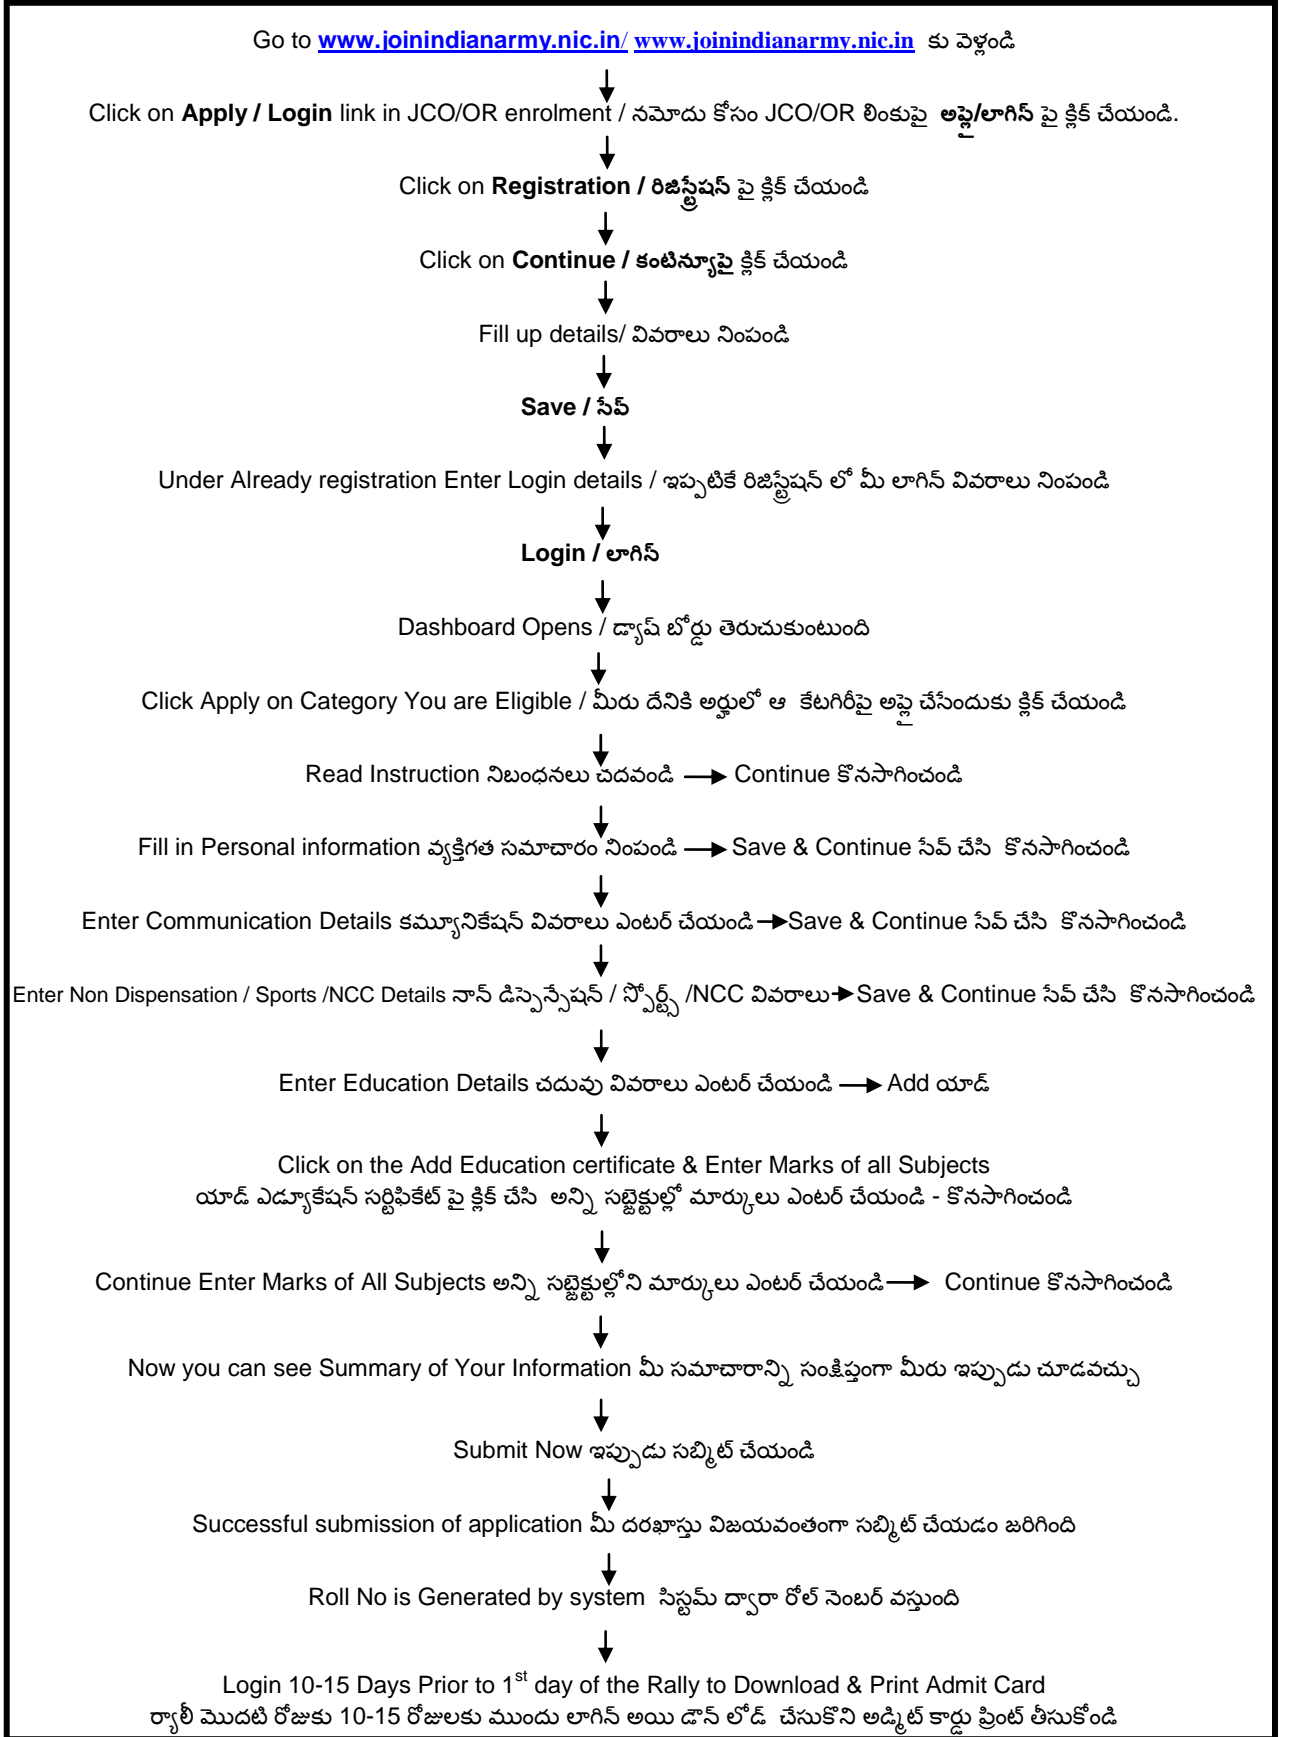 Go to www.joinindianarmy.nic.in/ www.joinindianarmy.nic.in కు వెళ్లండి
Click on Apply / Login link in JCO/OR enrolment / నమోదు కోసం JCO/OR లింకుపై అప్లై/లాగిన్ పై క్లిక్ చేయండి.
Click on Registration / రిజిస్ట్రేషన్ పై క్లిక్ చేయండి
Click on Continue / కంటిన్యూపై క్లిక్ చేయండి
Fill up details/ వివరాలు నింపండి
Save / సేవ్
Under Already registration Enter Login details / ఇప్పటికే రిజిస్ట్రేషన్ లో మీ లాగిన్ వివరాలు నింపండి
Login / లాగిన్
Dashboard Opens / డ్యాష్ బోర్డు తెరుచుకుంటుంది
Click Apply on Category You are Eligible / మీరు దేనికి అర్హులో ఆ కేటగిరీపై అప్లై చేసేందుకు క్లిక్ చేయండి
Read Instruction నిబంధనలు చదవండి → Continue కొనసాగించండి
Fill in Personal information వ్యక్తిగత సమాచారం నింపండి → Save & Continue సేవ్ చేసి కొనసాగించండి
Enter Communication Details కమ్యూనికేషన్ వివరాలు ఎంటర్ చేయండి →Save & Continue సేవ్ చేసి కొనసాగించండి
Enter Non Dispensation / Sports /NCC Details నాన్ డిస్పెన్సేషన్ / స్పోర్ట్స్ /NCC వివరాలు→ Save & Continue సేవ్ చేసి కొనసాగించండి
Enter Education Details చదువు వివరాలు ఎంటర్ చేయండి → Add యాడ్
Click on the Add Education certificate & Enter Marks of all Subjects
యాడ్ ఎడ్యూకేషన్ సర్టిఫికేట్ పై క్లిక్ చేసి అన్ని సబ్జెక్టుల్లో మార్కులు ఎంటర్ చేయండి - కొనసాగించండి
Continue Enter Marks of All Subjects అన్ని సబ్జెక్టుల్లోని మార్కులు ఎంటర్ చేయండి → Continue కొనసాగించండి
Now you can see Summary of Your Information మీ సమాచారాన్ని సంక్షిప్తంగా మీరు ఇప్పుడు చూడవచ్చు
Submit Now ఇప్పుడు సబ్మిట్ చేయండి
Successful submission of application మీ దరఖాస్తు విజయవంతంగా సబ్మిట్ చేయడం జరిగింది
Roll No is Generated by system సిస్టమ్ ద్వారా రోల్ నెంబర్ వస్తుంది
Login 10-15 Days Prior to 1st day of the Rally to Download & Print Admit Card
ర్యాలీ మొదటి రోజుకు 10-15 రోజులకు ముందు లాగిన్ అయి డౌన్ లోడ్ చేసుకొని అడ్మిట్ కార్డు ప్రింట్ తీసుకోండి